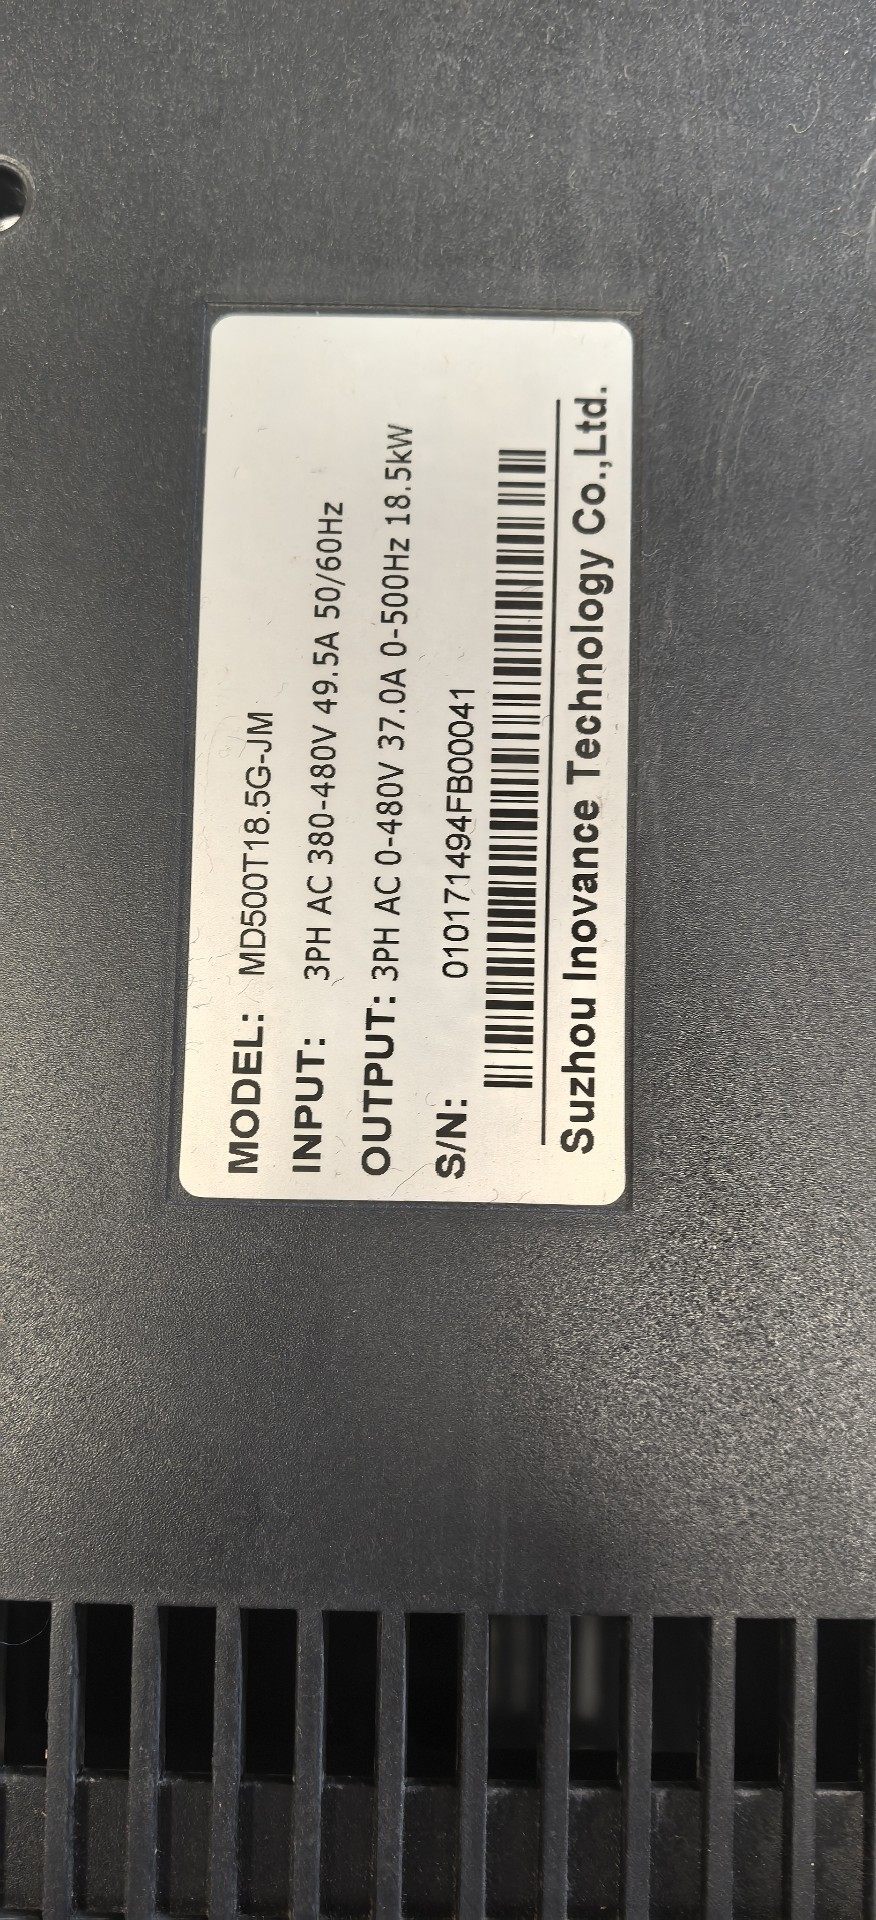 MODEL: MD500T18.5G-JM
INPUT: 3PH AC 380-480V 49.5A 50/60Hz
OUTPUT: 3PH AC 0-480V 37.0A 0-500Hz 18.5kW
S/N: 010171494FB00041
Suzhou Inovance Technology Co.,Ltd.